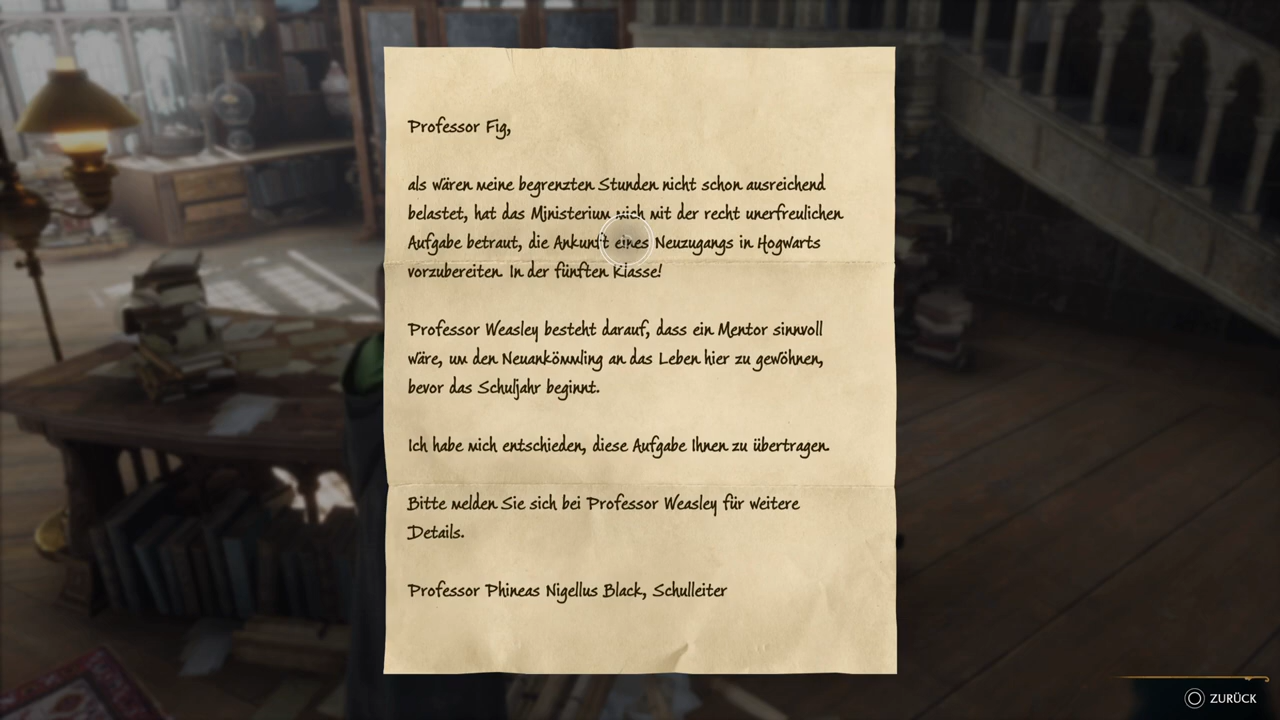 Professor Fig,
als wären meine begrenzten Stunden nicht schon ausreichend
belastet, hat das Ministerium mich mit der recht unerfreulichen
Aufgabe betraut, die Ankunft eines Neuzugangs in Hogwarts
vorzubereiten. In der fünften Klasse!
Professor Weasley besteht darauf, dass ein Mentor sinnvoll
wäre, um den Neuankömmling an das Leben hier zu gewöhnen,
bevor das Schuljahr beginnt.
Ich habe mich entschieden, diese Aufgabe Ihnen zu übertragen.
Bitte melden Sie sich bei Professor Weasley für weitere
Details.
Professor Phineas Nigellus Black, Schulleiter
ZURÜCK